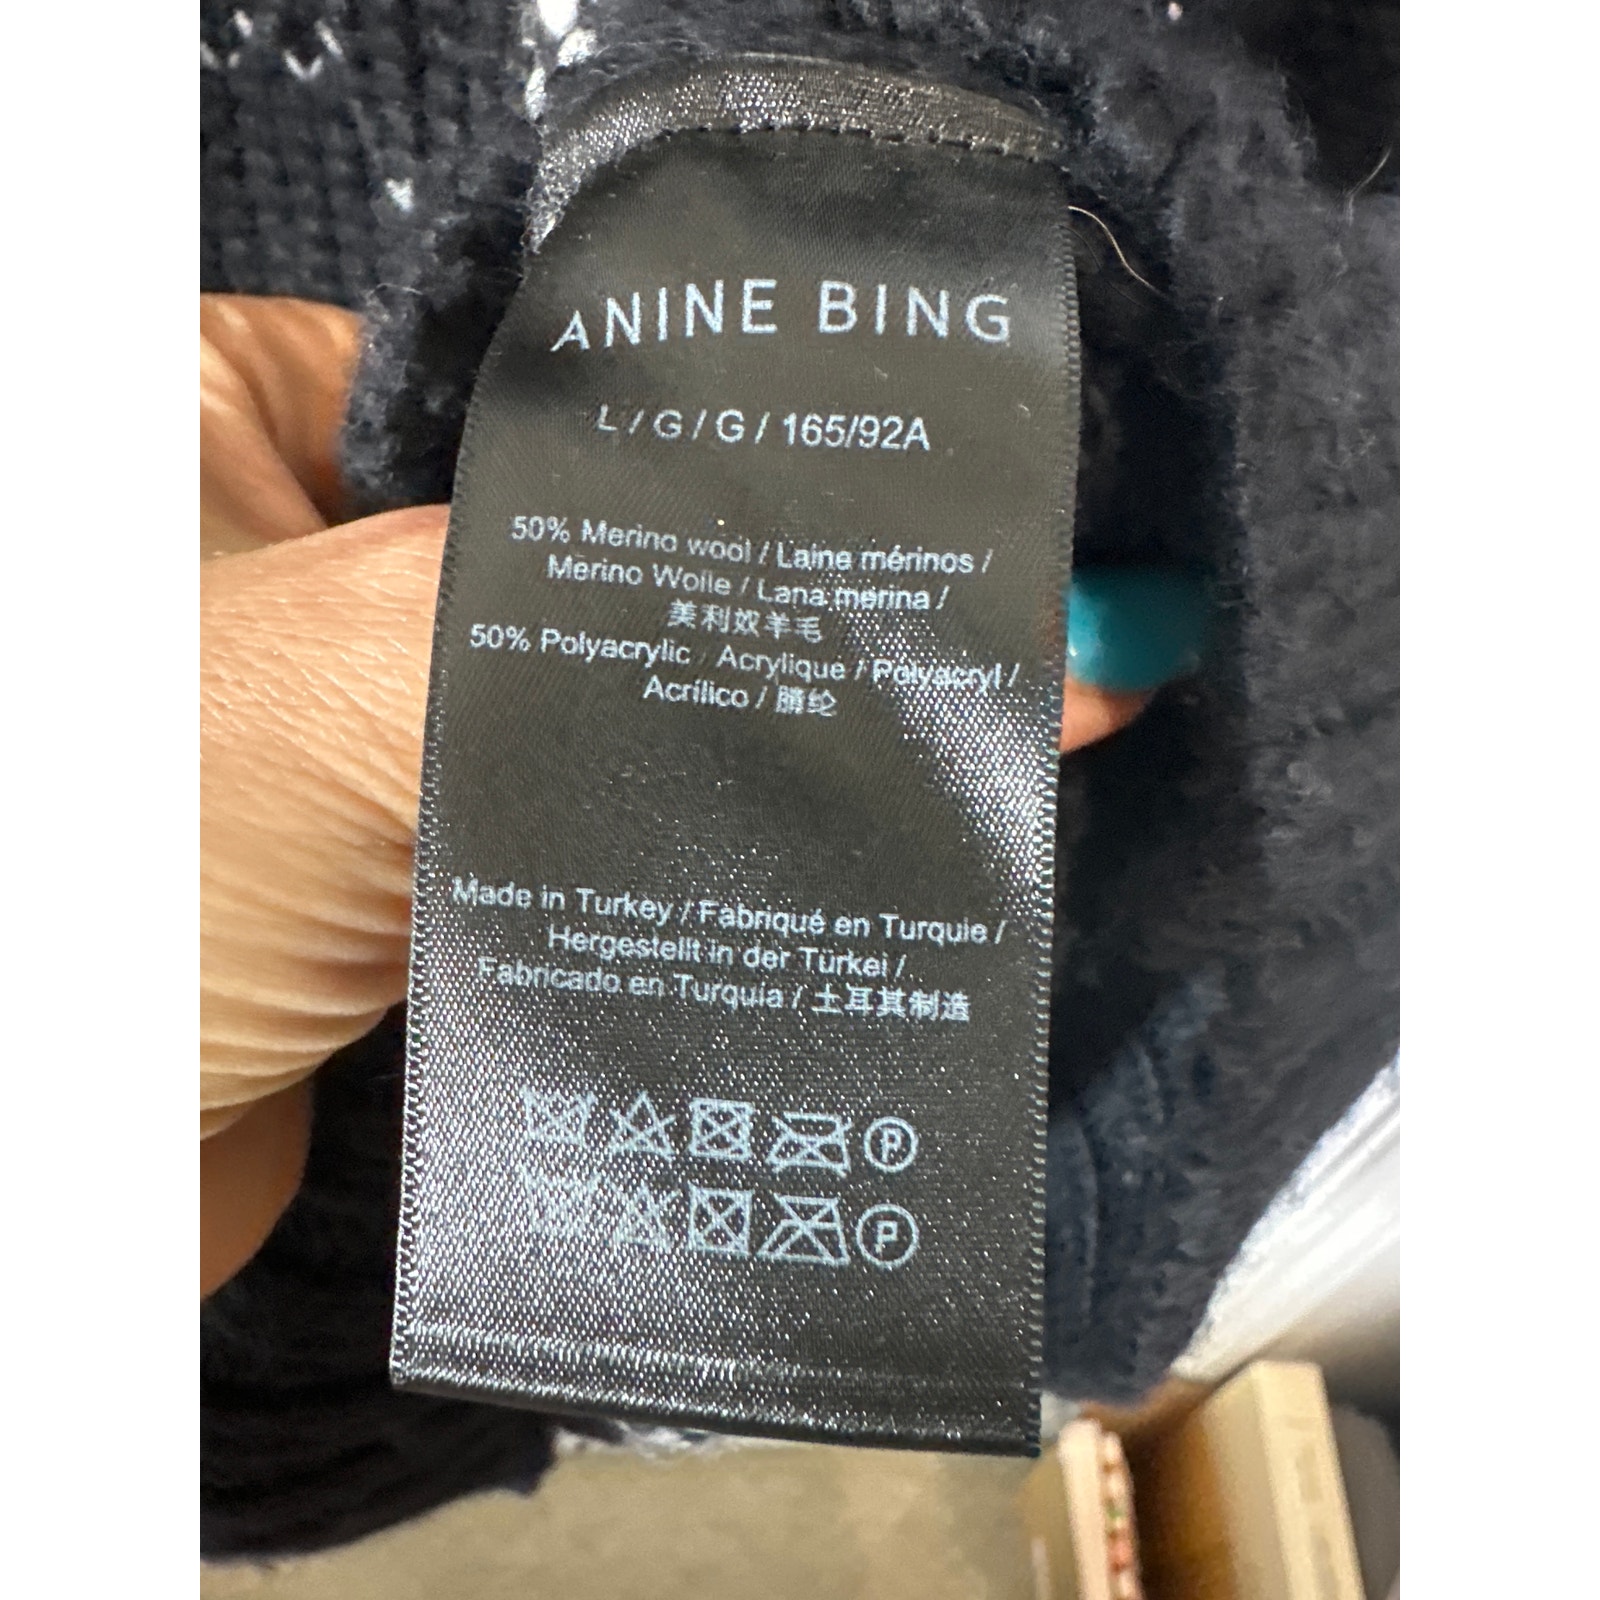 ANINE BING
L / G / G / 165/92A
50% Merino wool / Laine mérinos /
Merino Wolle / Lana merina /
美利奴羊毛
50% Polyacrylic / Acrylique / Polyacryl /
Acrílico / 腈纶
Made in Turkey / Fabriqué en Turquie /
Hergestellt in der Türkei /
Fabricado en Turquía / 土耳其制造
P
P